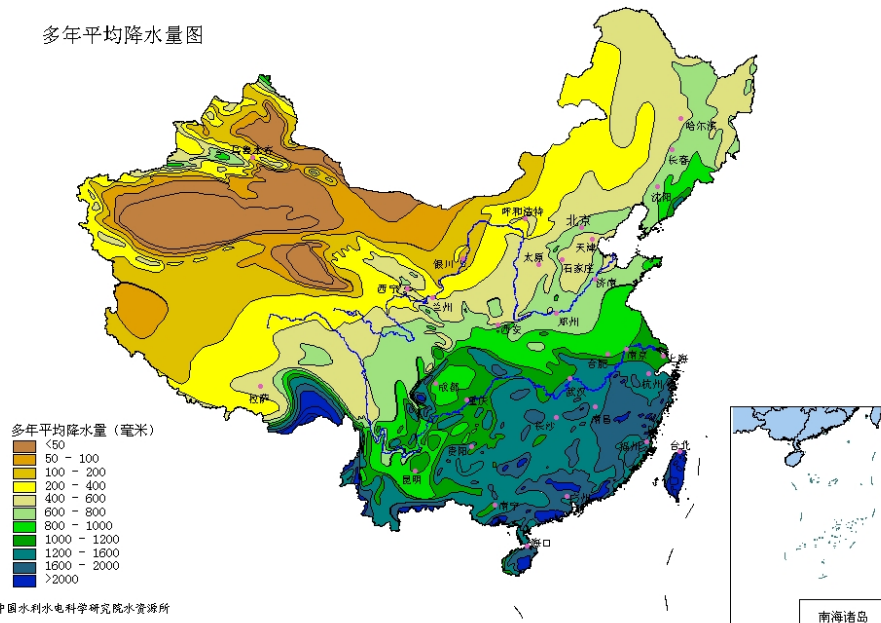 多年平均降水量图
哈尔滨
乌鲁木齐
长春
沈阳
呼和浩特
北京
天津
银川
太原
石家庄
西宁
济南
兰州
西安
郑州
合肥
南京
上海
拉萨
成都
武汉
杭州
重庆
长沙
南昌
贵阳
福州
台北
昆明
南宁
广州
海口
多年平均降水量(毫米)
<50
50 - 100
100 - 200
200 - 400
400 - 600
600 - 800
800 - 1000
1000 - 1200
1200 - 1600
1600 - 2000
>2000
中国水利水电科学研究院水资源所
南海诸岛